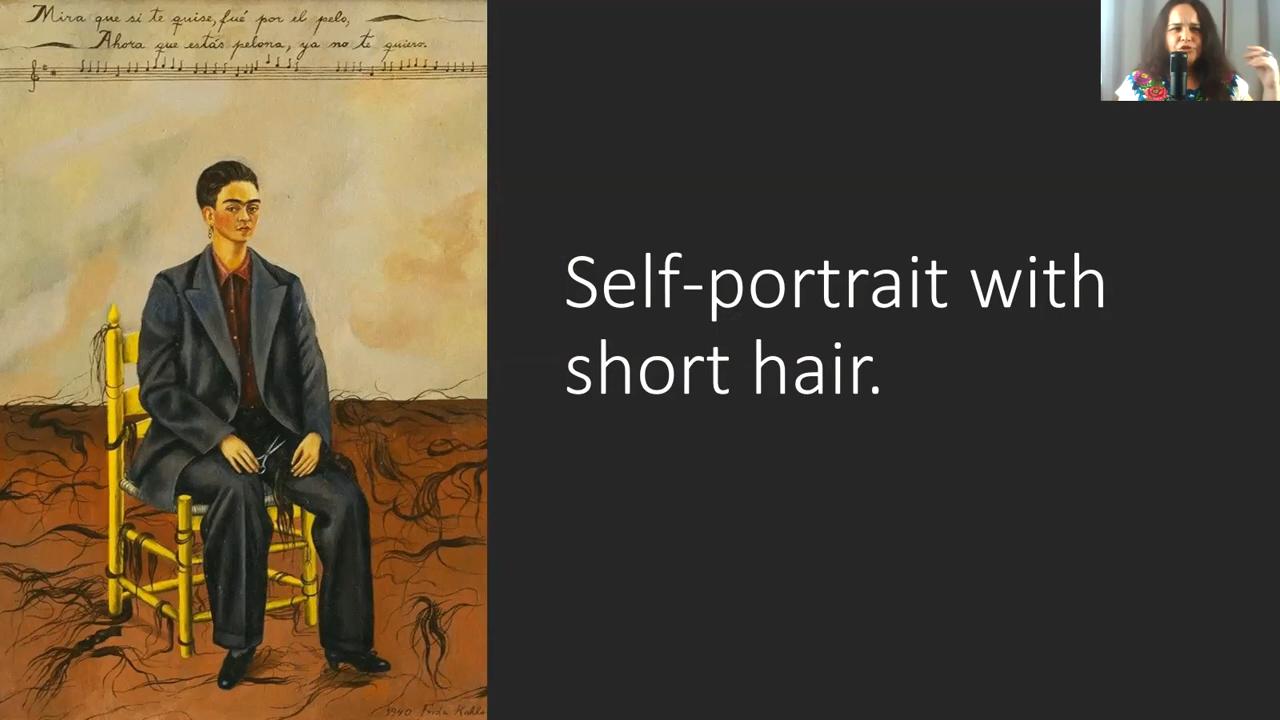 Mira que si te quise, fué por el pelo,
Ahora que estás pelona, ya no te quiero.
Self-portrait with
short hair.
1940 Frida Kahlo